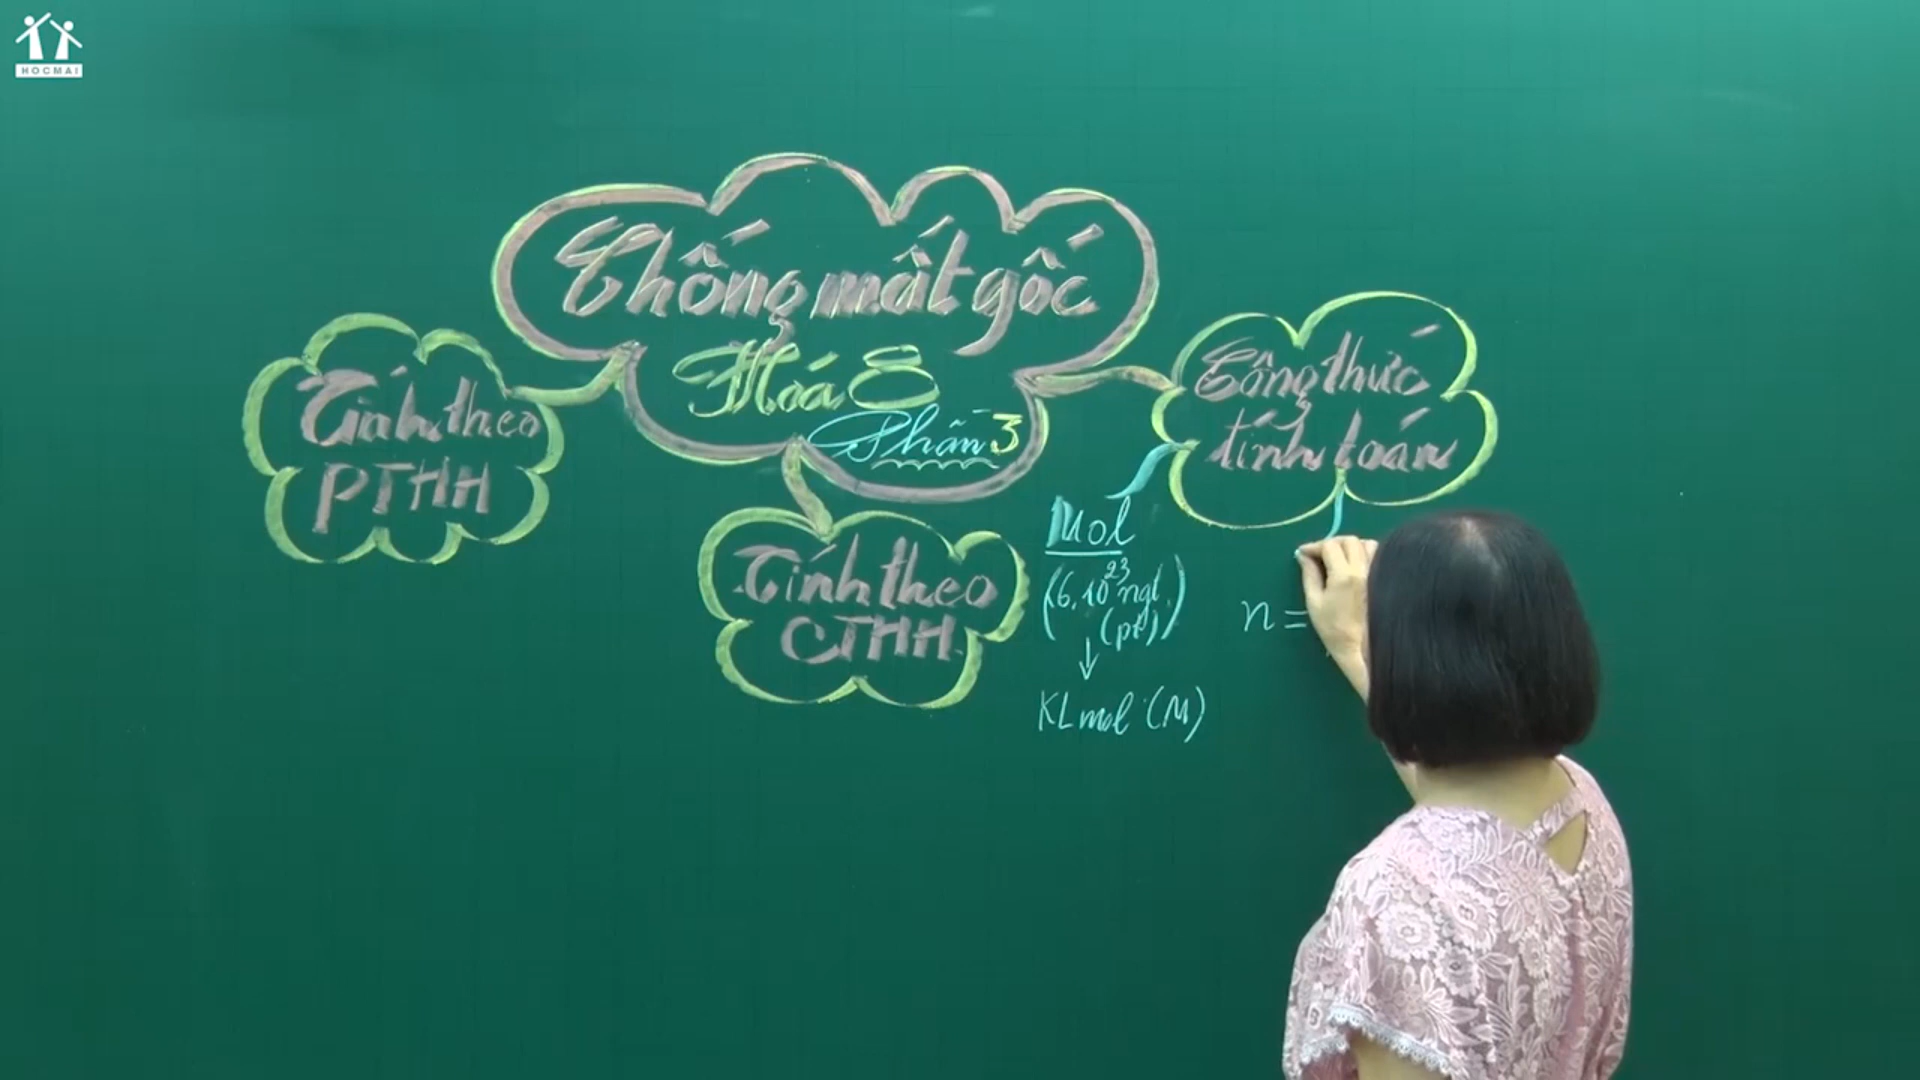 HOCMAI
Chống mất gốc
Hoá 8
Phần 3
Tính theo
PTHH
Tính theo
CTHH
Công thức
tính toán
Mol
(6.10²³ ngt
(pt))
↓
KL mol (M)
n =